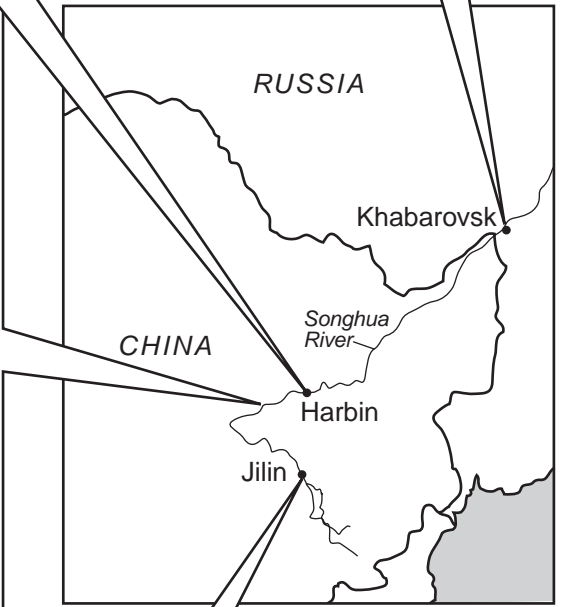 RUSSIA
Khabarovsk
Songhua
River
CHINA
Harbin
Jilin